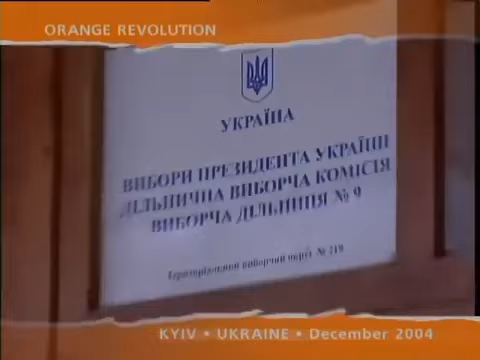 ORANGE REVOLUTION
УКРАЇНА
ВИБОРИ ПРЕЗИДЕНТА УКРАЇНИ
ДІЛЬНИЧНА ВИБОРЧА КОМІСІЯ
ВИБОРЧА ДІЛЬНИЦЯ № 9
Територіальний виборчий округ № 219
KYIV • UKRAINE • December 2004